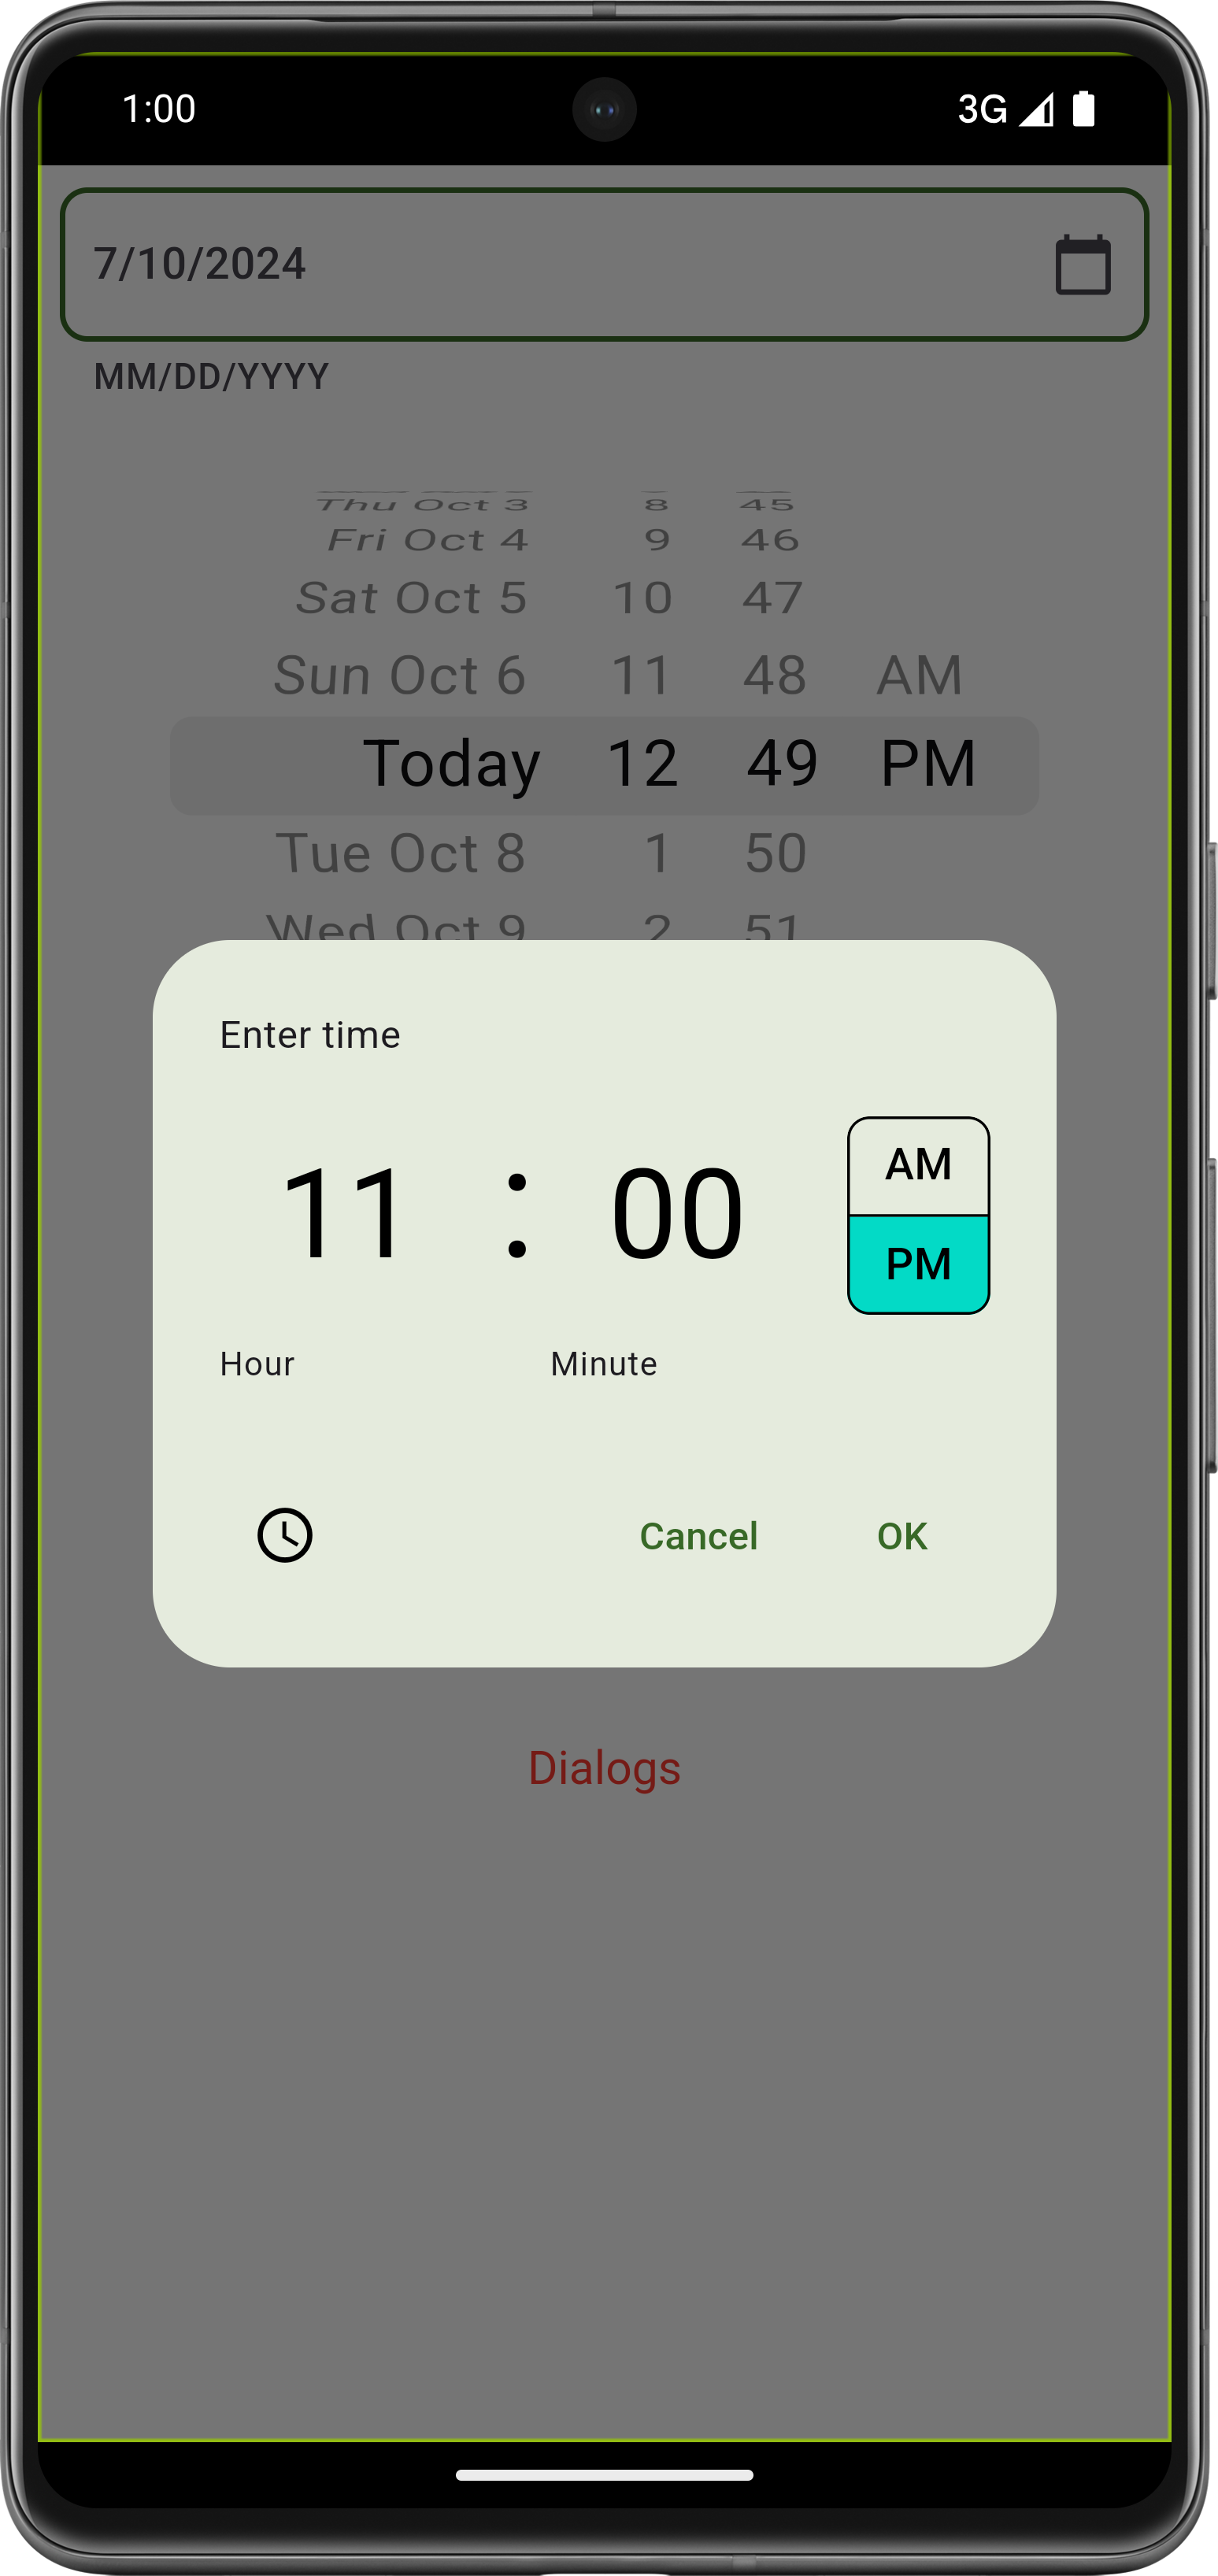 1:00 3G
7/10/2024
MM/DD/YYYY
Thu Oct 3 8 45
Fri Oct 4 9 46
Sat Oct 5 10 47
Sun Oct 6 11 48 AM
Today 12 49 PM
Tue Oct 8 1 50
Wed Oct 9 2 51
Enter time
11 : 00 AM PM
Hour Minute
Cancel OK
Dialogs